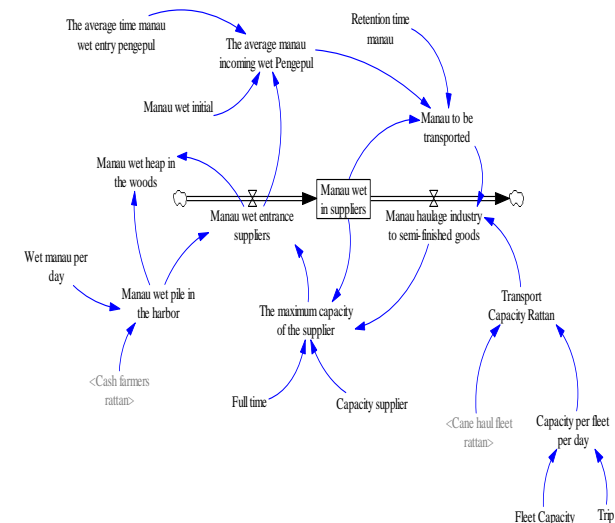 The average time manau
wet entry pengepul
The average manau
incoming wet Pengepul
Retention time
manau
Manau wet initial
Manau to be
transported
Manau wet heap in
the woods
Manau wet
in suppliers
Manau wet entrance
suppliers
Manau haulage industry
to semi-finished goods
Wet manau per
day
Manau wet pile in
the harbor
The maximum capacity
of the supplier
Transport
Capacity Rattan
<Cash farmers
rattan>
Full time
Capacity supplier
<Cane haul fleet
rattan>
Capacity per fleet
per day
Fleet Capacity
Trip